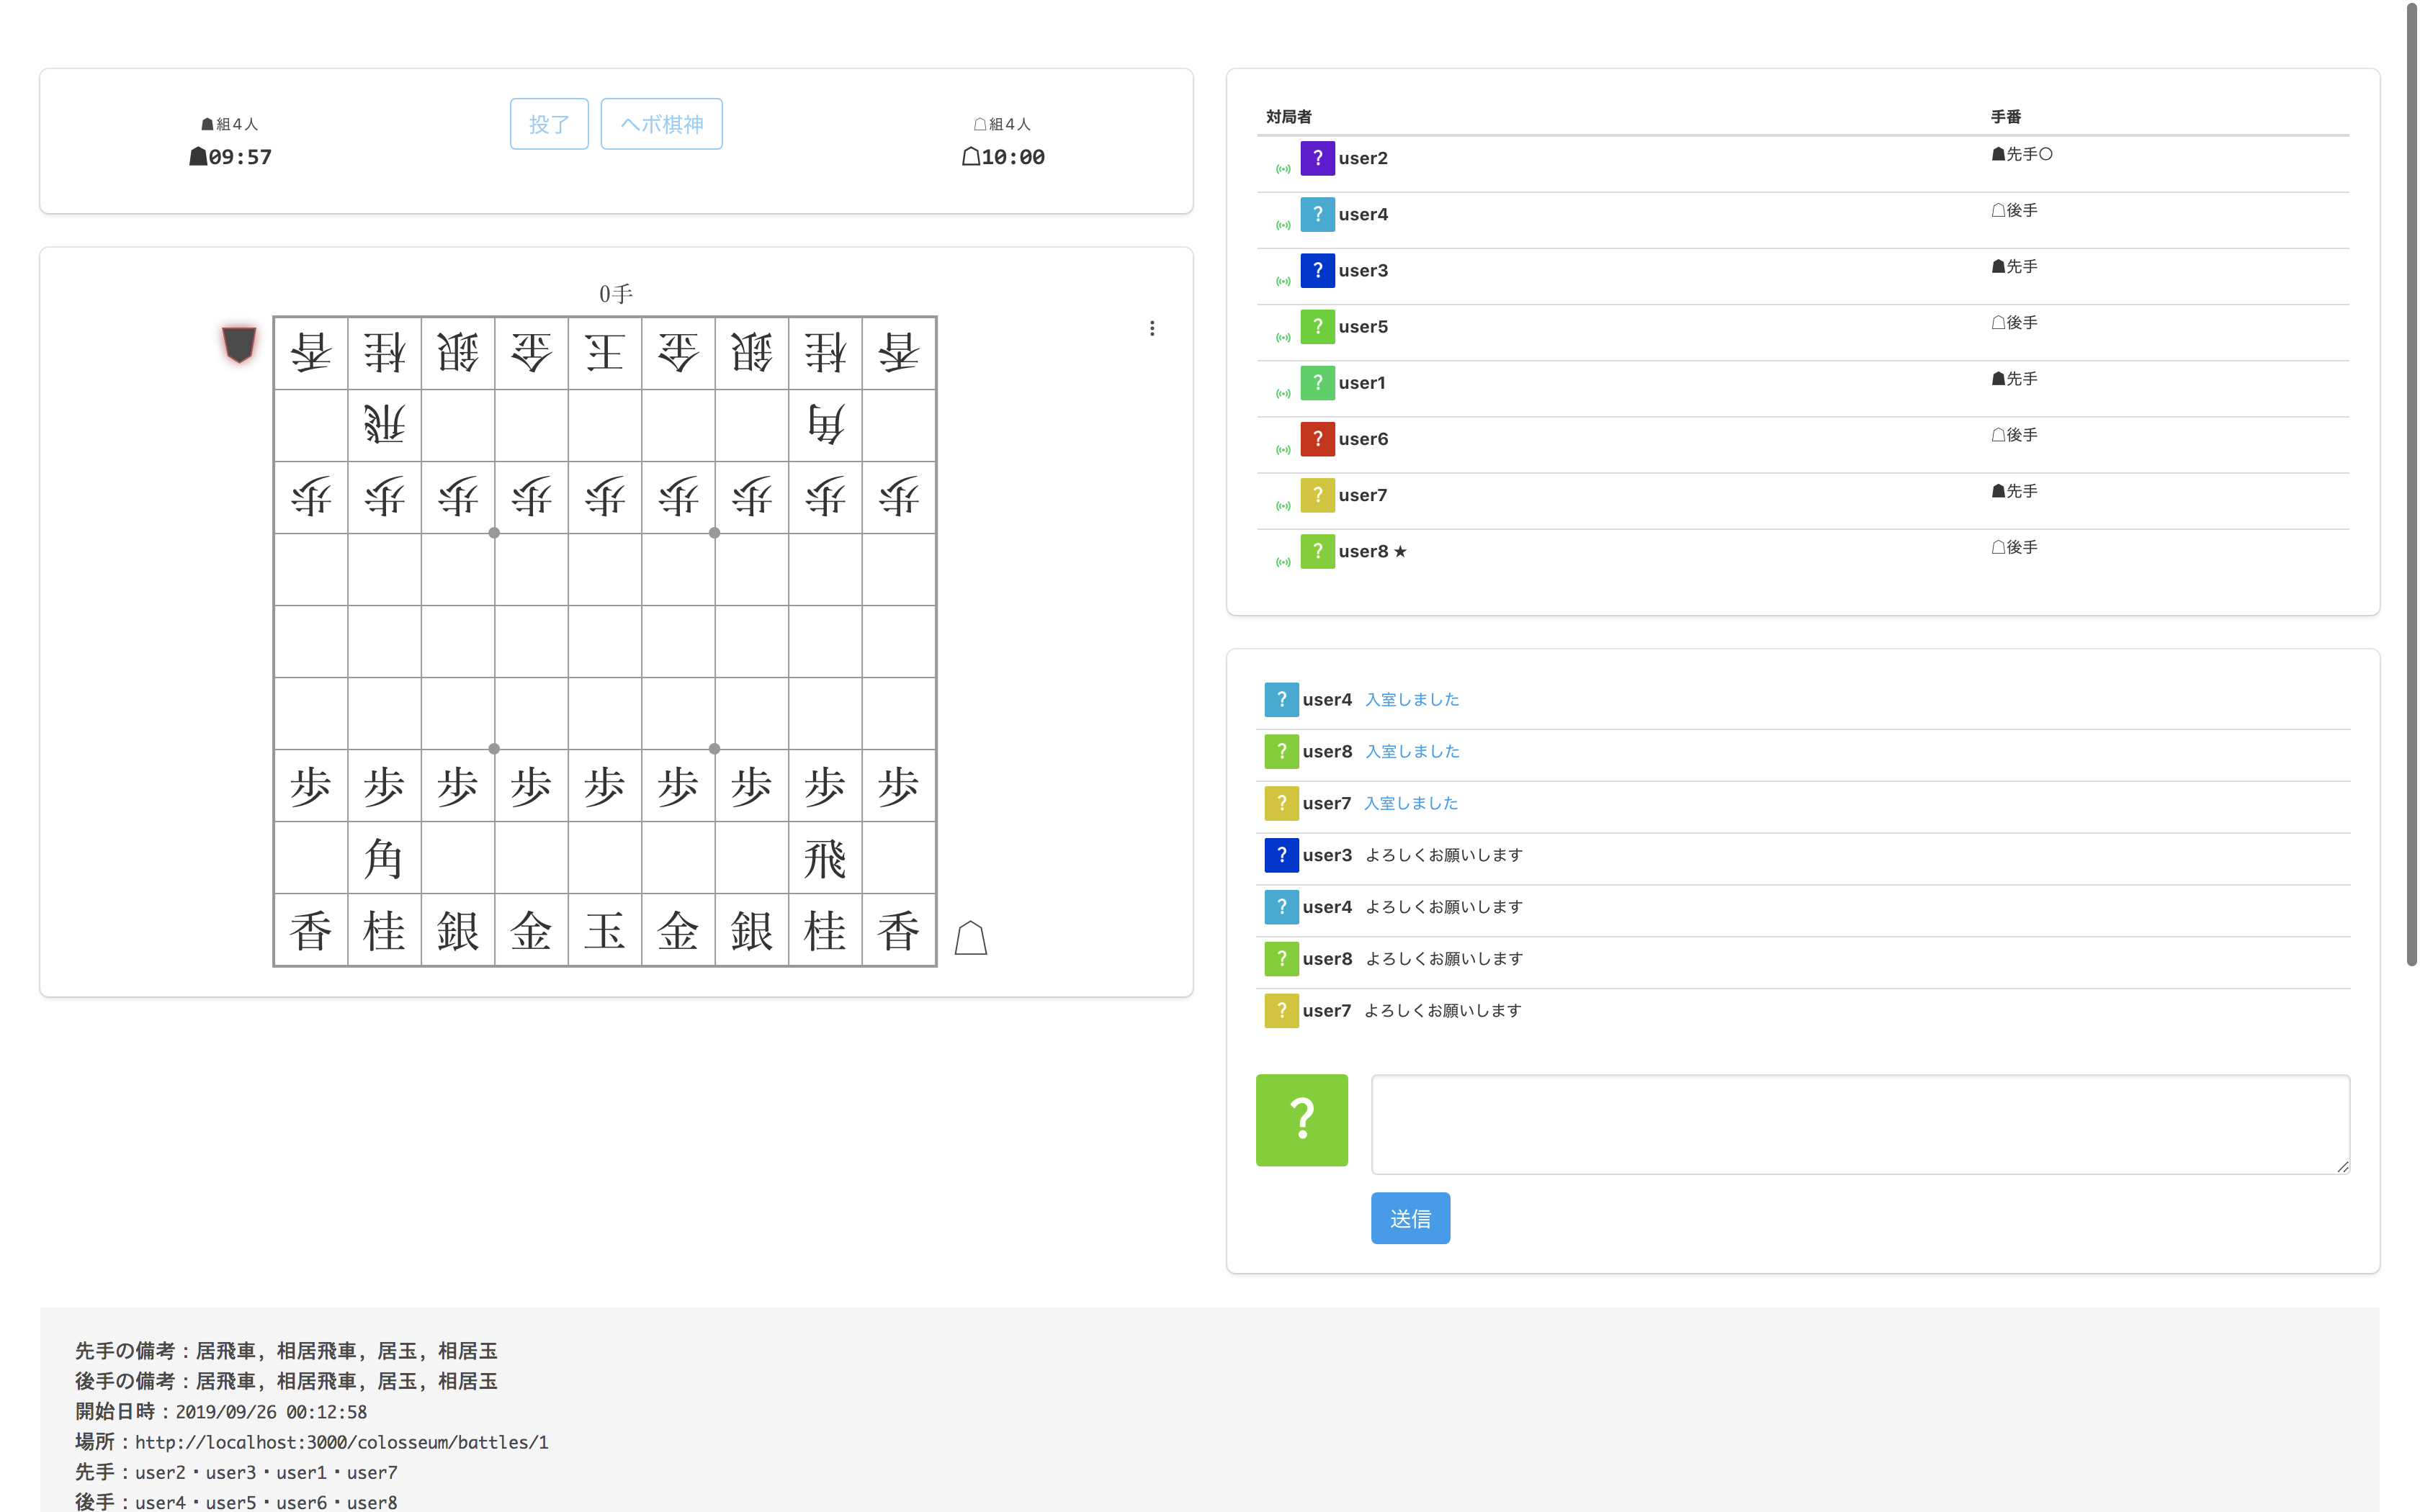 ☗組4人
☗09:57
投了
ヘボ棋神
☖組4人
☖10:00
0手
香桂銀金玉金銀桂香
飛角
歩歩歩歩歩歩歩歩歩
歩歩歩歩歩歩歩歩歩
角飛
香桂銀金玉金銀桂香
対局者 手番
? user2 ☗先手○
? user4 ☖後手
? user3 ☗先手
? user5 ☖後手
? user1 ☗先手
? user6 ☖後手
? user7 ☗先手
? user8 ★ ☖後手
? user4 入室しました
? user8 入室しました
? user7 入室しました
? user3 よろしくお願いします
? user4 よろしくお願いします
? user8 よろしくお願いします
? user7 よろしくお願いします
?
送信
先手の備考：居飛車, 相居飛車, 居玉, 相居玉
後手の備考：居飛車, 相居飛車, 居玉, 相居玉
開始日時：2019/09/26 00:12:58
場所：http://localhost:3000/colosseum/battles/1
先手：user2・user3・user1・user7
後手：user4・user5・user6・user8